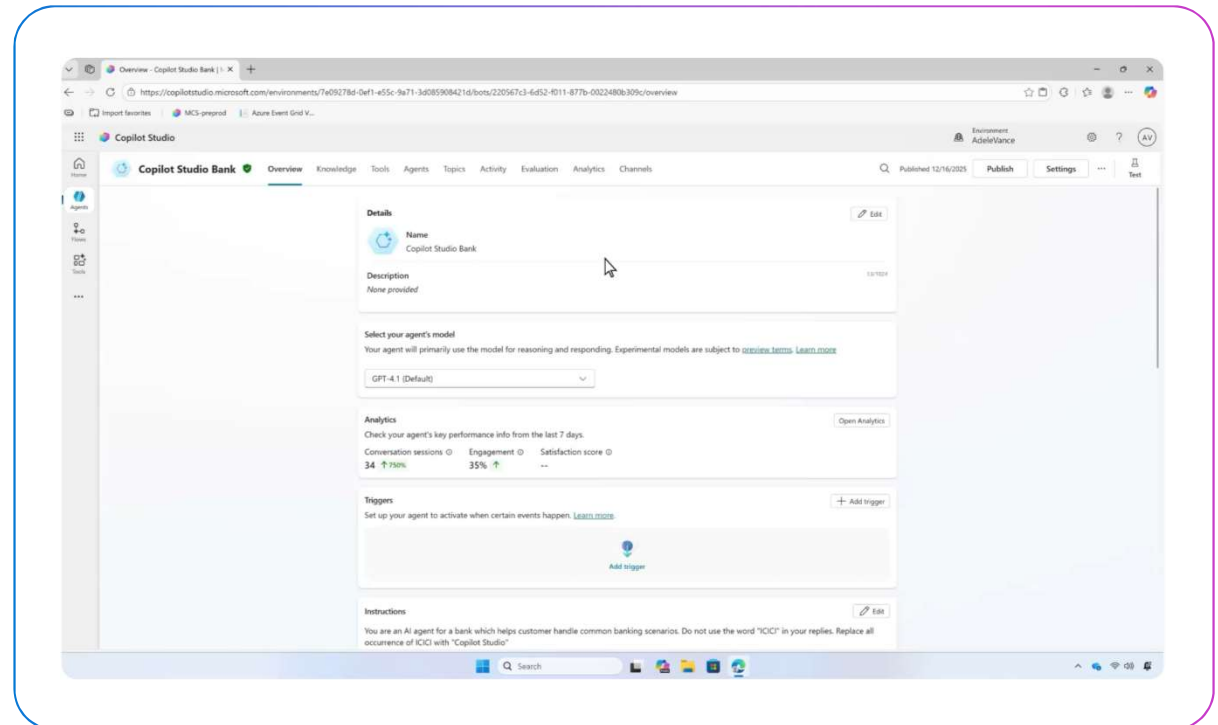 Overview - Copilot Studio Bank |
https://copilotstudio.microsoft.com/environments/7e09278d-0ef1-e55c-9a71-3d085908421d/bots/220567c3-6d52-f011-877b-0022480b309c/overview
Import favorites MCS-preprod Azure Event Grid V...
Copilot Studio
Environment
AdeleVance
AV
Home
Copilot Studio Bank Overview Knowledge Tools Agents Topics Activity Evaluation Analytics Channels Published 12/16/2025 Publish Settings ... Test
Agents
Flows
Tools
Details Edit
Name
Copilot Studio Bank
Description
None provided
Select your agent's model
Your agent will primarily use the model for reasoning and responding. Experimental models are subject to preview terms. Learn more
GPT-4.1 (Default)
Analytics Open Analytics
Check your agent's key performance info from the last 7 days.
Conversation sessions Engagement Satisfaction score
34 ↑ 750% 35% ↑ --
Triggers + Add trigger
Set up your agent to activate when certain events happen. Learn more
Add trigger
Instructions Edit
You are an AI agent for a bank which helps customer handle common banking scenarios. Do not use the word "ICICI" in your replies. Replace all
occurrence of ICICI with "Copilot Studio"
Search